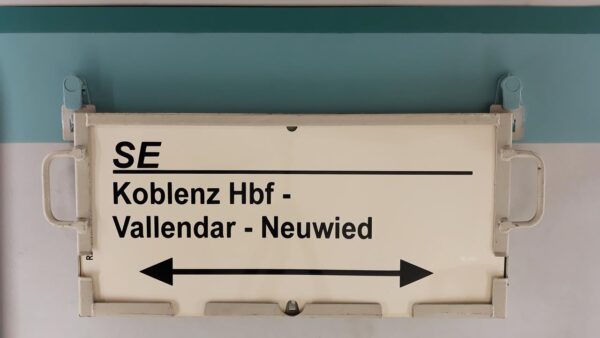 SE
Koblenz Hbf -
Vallendar - Neuwied
R